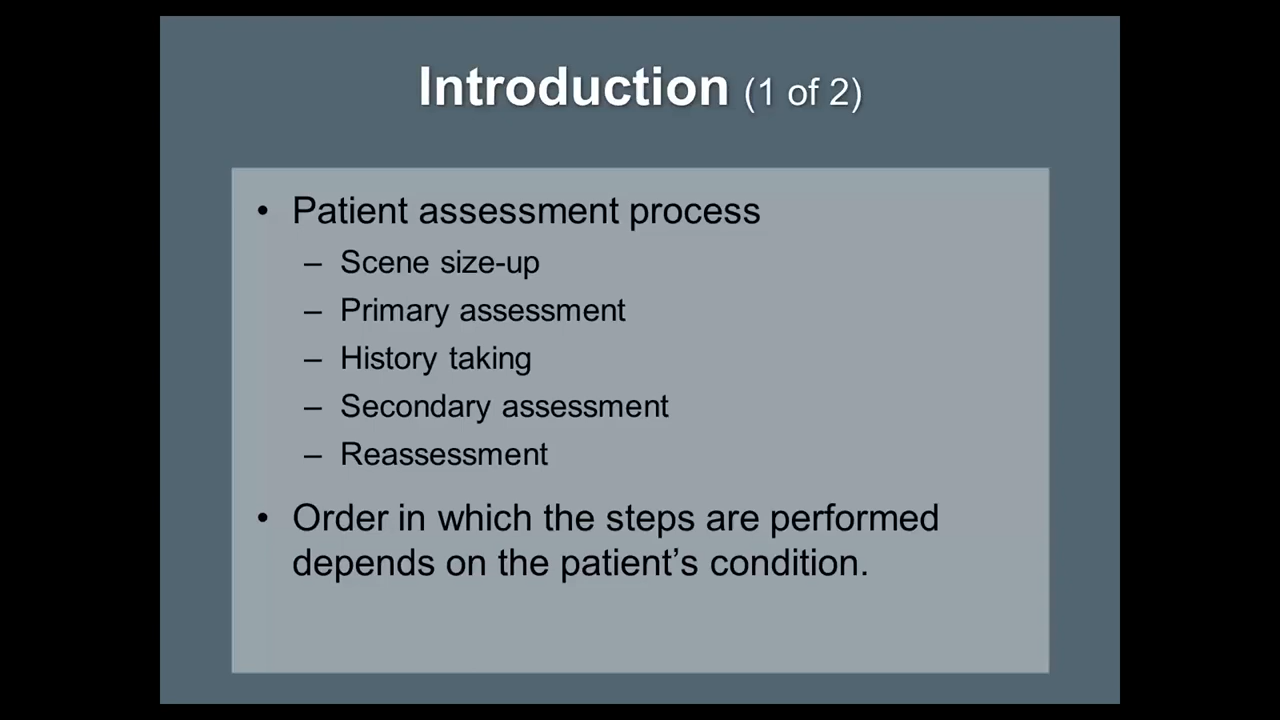 Introduction (1 of 2)
• Patient assessment process
– Scene size-up
– Primary assessment
– History taking
– Secondary assessment
– Reassessment
• Order in which the steps are performed
depends on the patient’s condition.